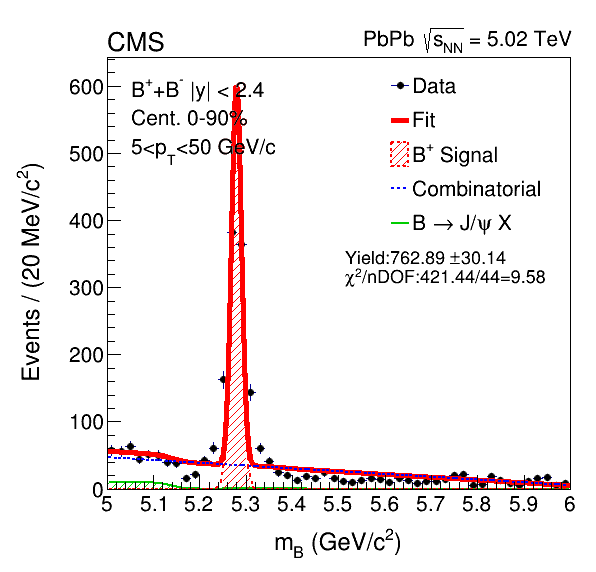 CMS
PbPb √s_NN = 5.02 TeV
B⁺+B⁻ |y| < 2.4
Cent. 0-90%
5<p_T<50 GeV/c
Data
Fit
B⁺ Signal
Combinatorial
B → J/ψ X
Yield:762.89 ±30.14
χ²/nDOF:421.44/44=9.58
Events / (20 MeV/c²)
600
500
400
300
200
100
0
5 5.1 5.2 5.3 5.4 5.5 5.6 5.7 5.8 5.9 6
m_B (GeV/c²)